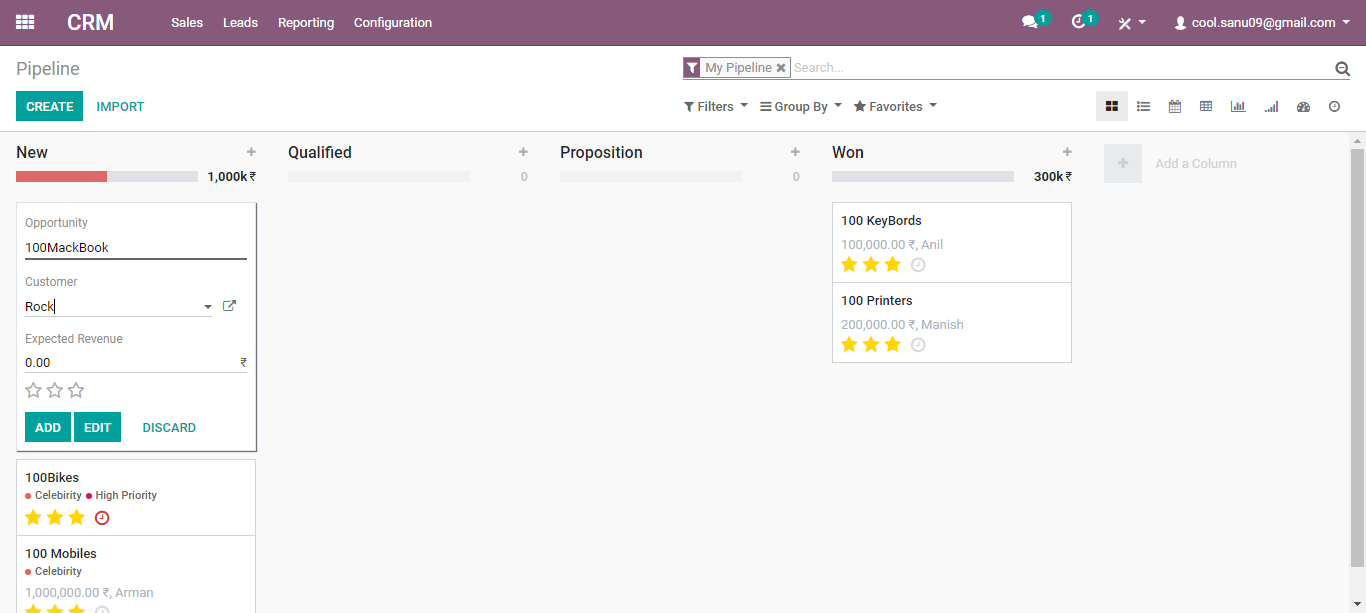 CRM Sales Leads Reporting Configuration 1 1 cool.sanu09@gmail.com
Pipeline My Pipeline Search...
CREATE IMPORT Filters Group By Favorites
New Qualified Proposition Won Add a Column
1,000k₹ 0 0 300k₹
Opportunity
100MackBook
Customer
Rock
Expected Revenue
0.00 ₹
ADD EDIT DISCARD
100Bikes
Celebirity High Priority
100 Mobiles
Celebirity
1,000,000.00 ₹, Arman
100 KeyBords
100,000.00 ₹, Anil
100 Printers
200,000.00 ₹, Manish